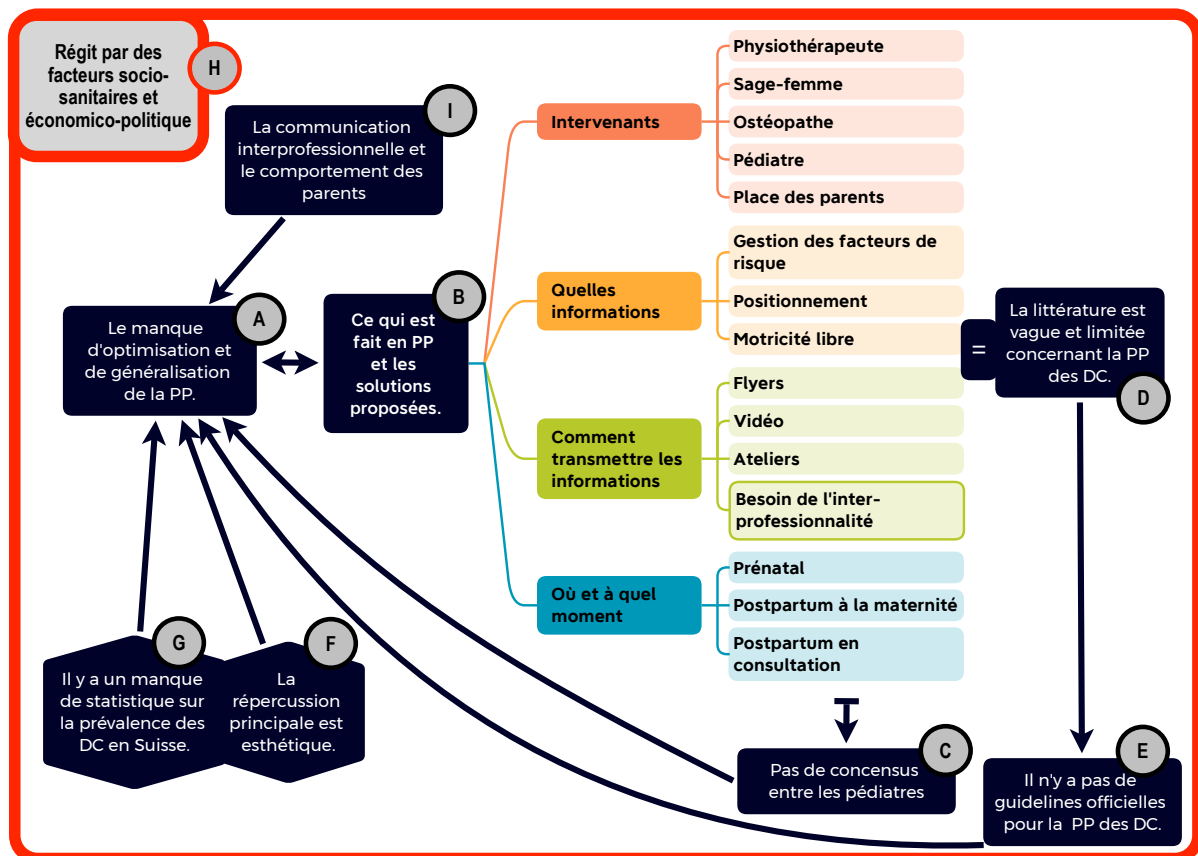 Régit par des
facteurs socio-
sanitaires et
économico-politique
H
I
La communication
interprofessionnelle et
le comportement des
parents
A
Le manque
d'optimisation et
de généralisation
de la PP.
B
Ce qui est
fait en PP
et les
solutions
proposées.
Intervenants
Physiothérapeute
Sage-femme
Ostéopathe
Pédiatre
Place des parents
Quelles
informations
Gestion des facteurs de
risque
Positionnement
Motricité libre
Comment
transmettre les
informations
Flyers
Vidéo
Ateliers
Besoin de l'inter-
professionnalité
Où et à quel
moment
Prénatal
Postpartum à la maternité
Postpartum en
consultation
=
La littérature est
vague et limitée
concernant la PP
des DC.
D
G
Il y a un manque
de statistique sur
la prévalence des
DC en Suisse.
F
La
répercussion
principale est
esthétique.
C
Pas de concensus
entre les pédiatres
E
Il n'y a pas de
guidelines officielles
pour la PP des DC.